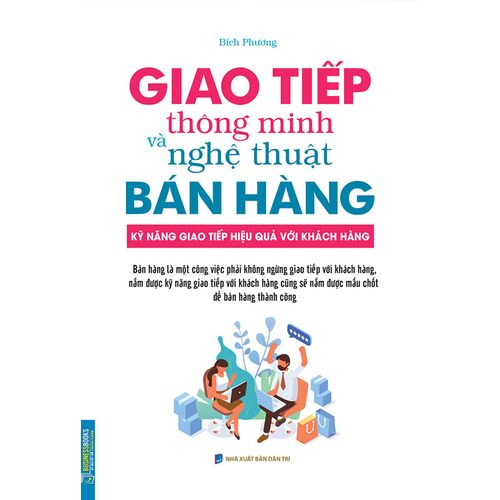 Bích Phương
GIAO TIẾP
thông minh
và nghệ thuật
BÁN HÀNG
KỸ NĂNG GIAO TIẾP HIỆU QUẢ VỚI KHÁCH HÀNG
Bán hàng là một công việc phải không ngừng giao tiếp với khách hàng,
nắm được kỹ năng giao tiếp với khách hàng cũng sẽ nắm được mấu chốt
để bán hàng thành công
BUSINESSBOOKS
NHÀ XUẤT BẢN DÂN TRÍ